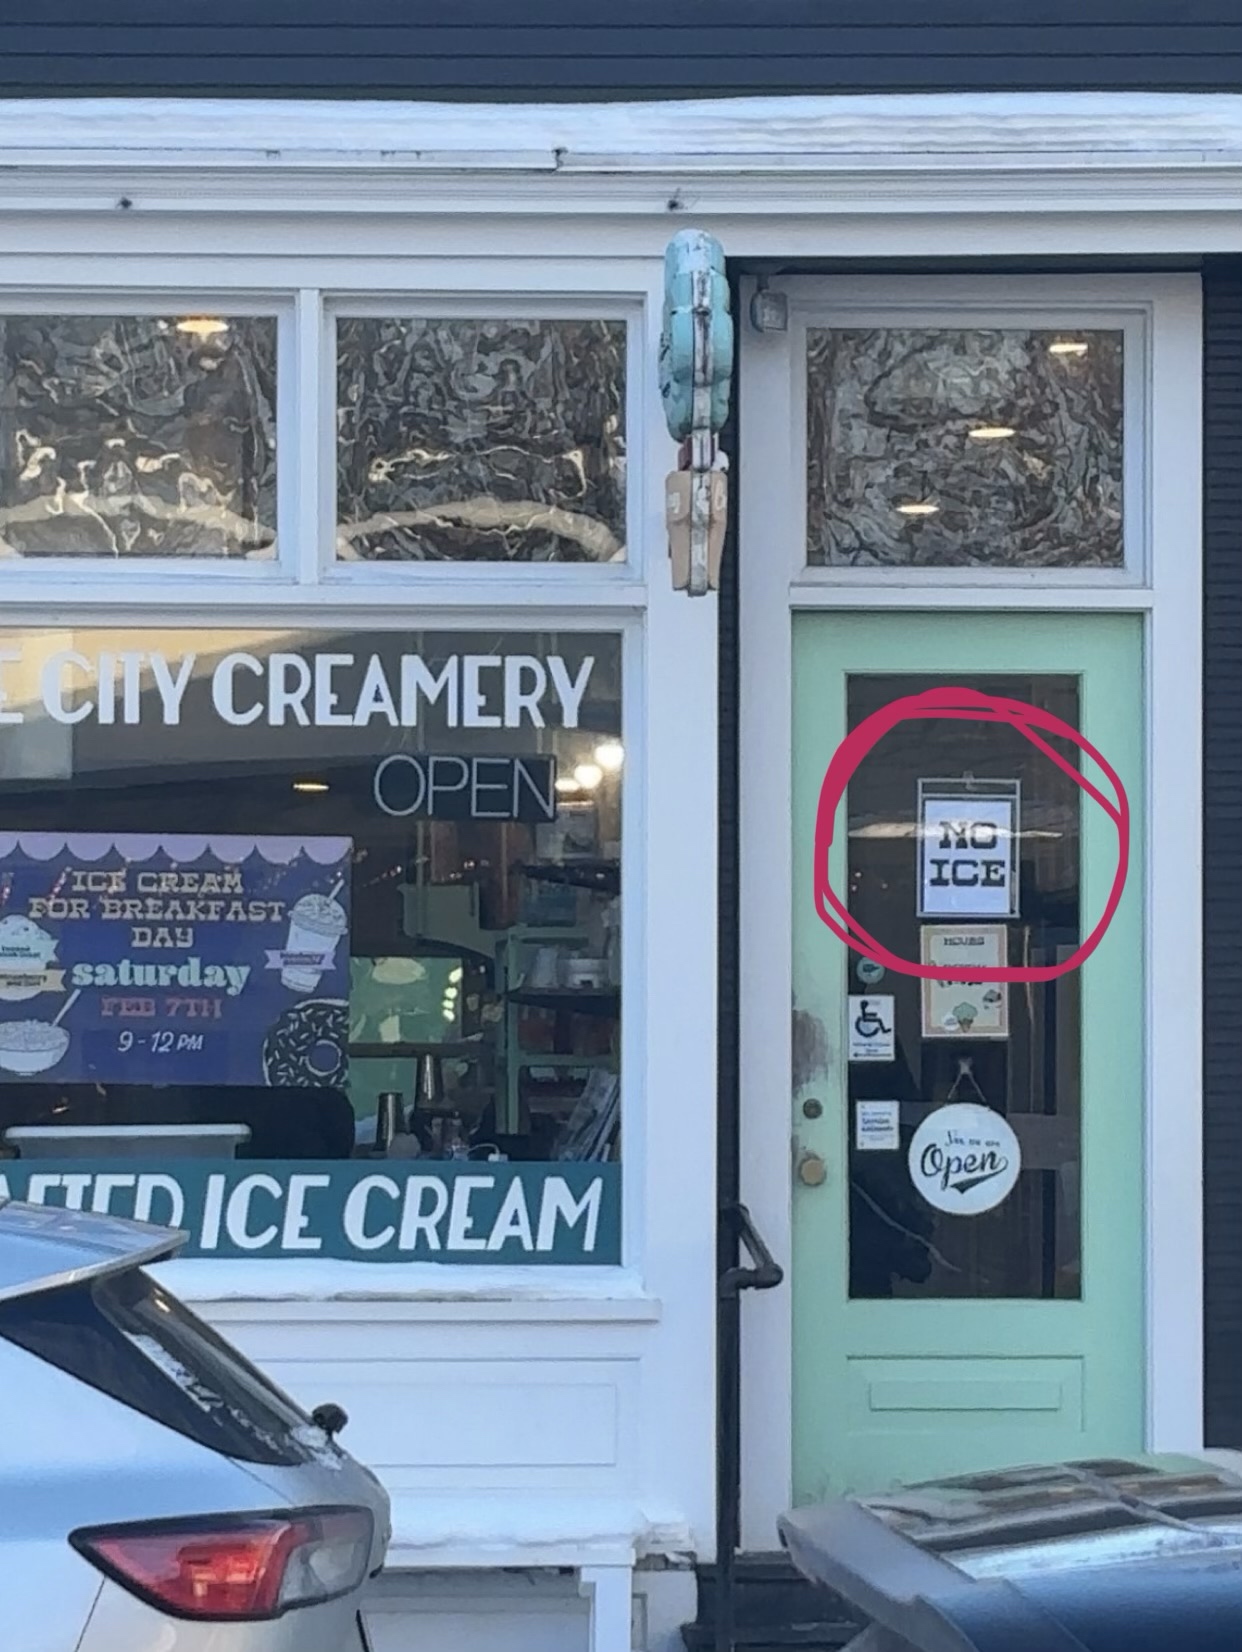 E CITY CREAMERY
OPEN
ICE CREAM
FOR BREAKFAST
DAY
saturday
FEB 7TH
9-12 PM
ICE CREAM
NO
ICE
HOURS
Open